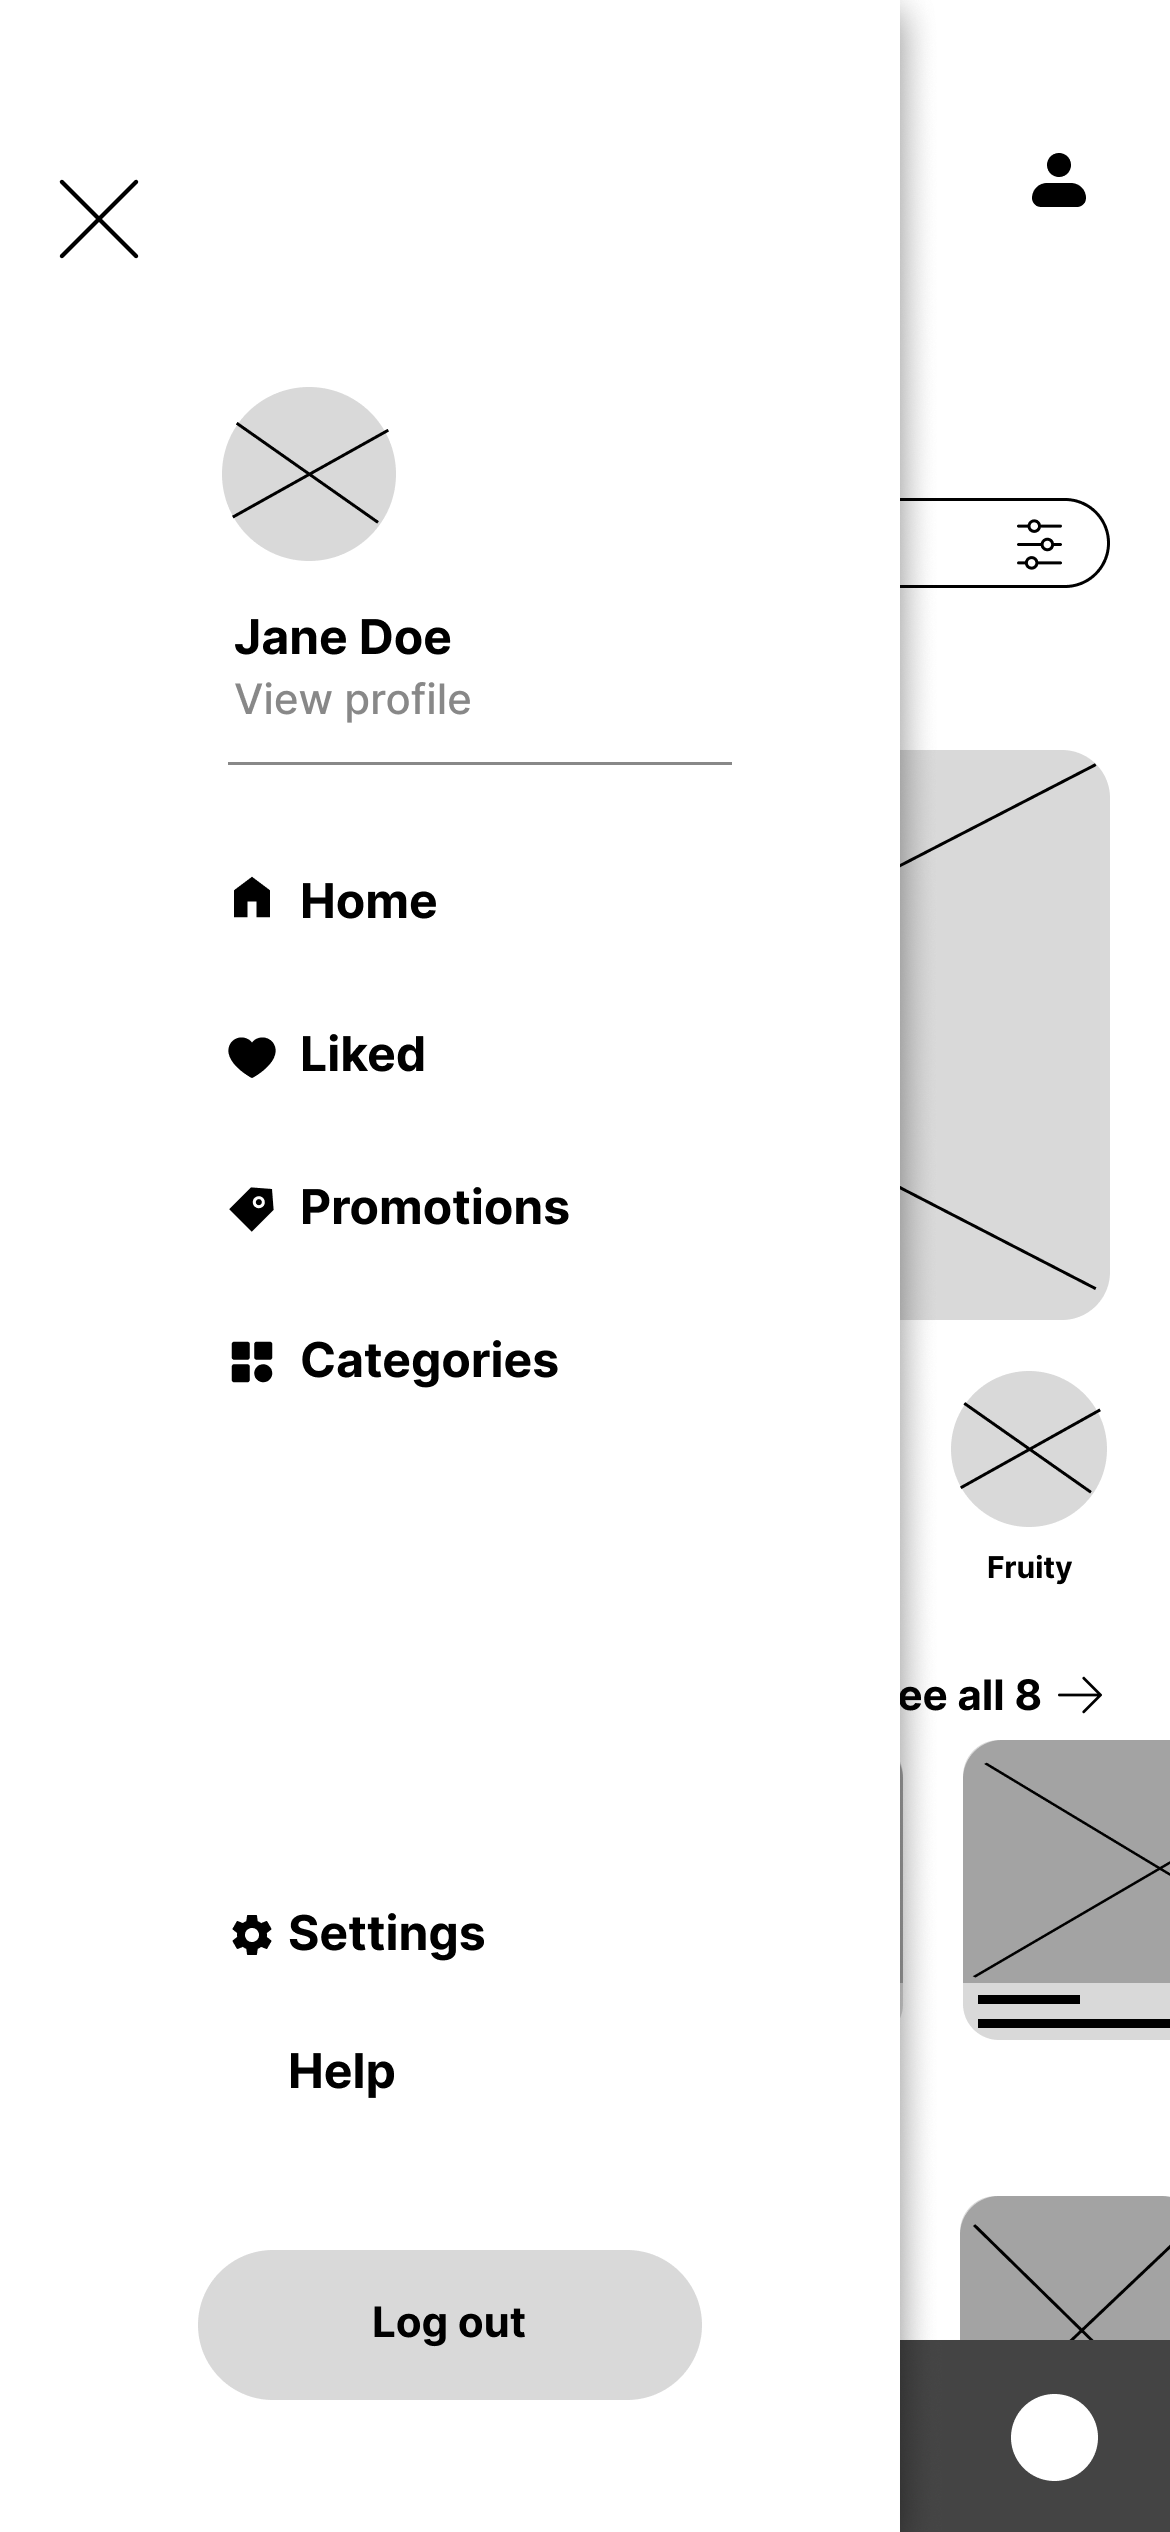 Jane Doe
View profile
Home
Liked
Promotions
Categories
Fruity
ee all 8
Settings
Help
Log out